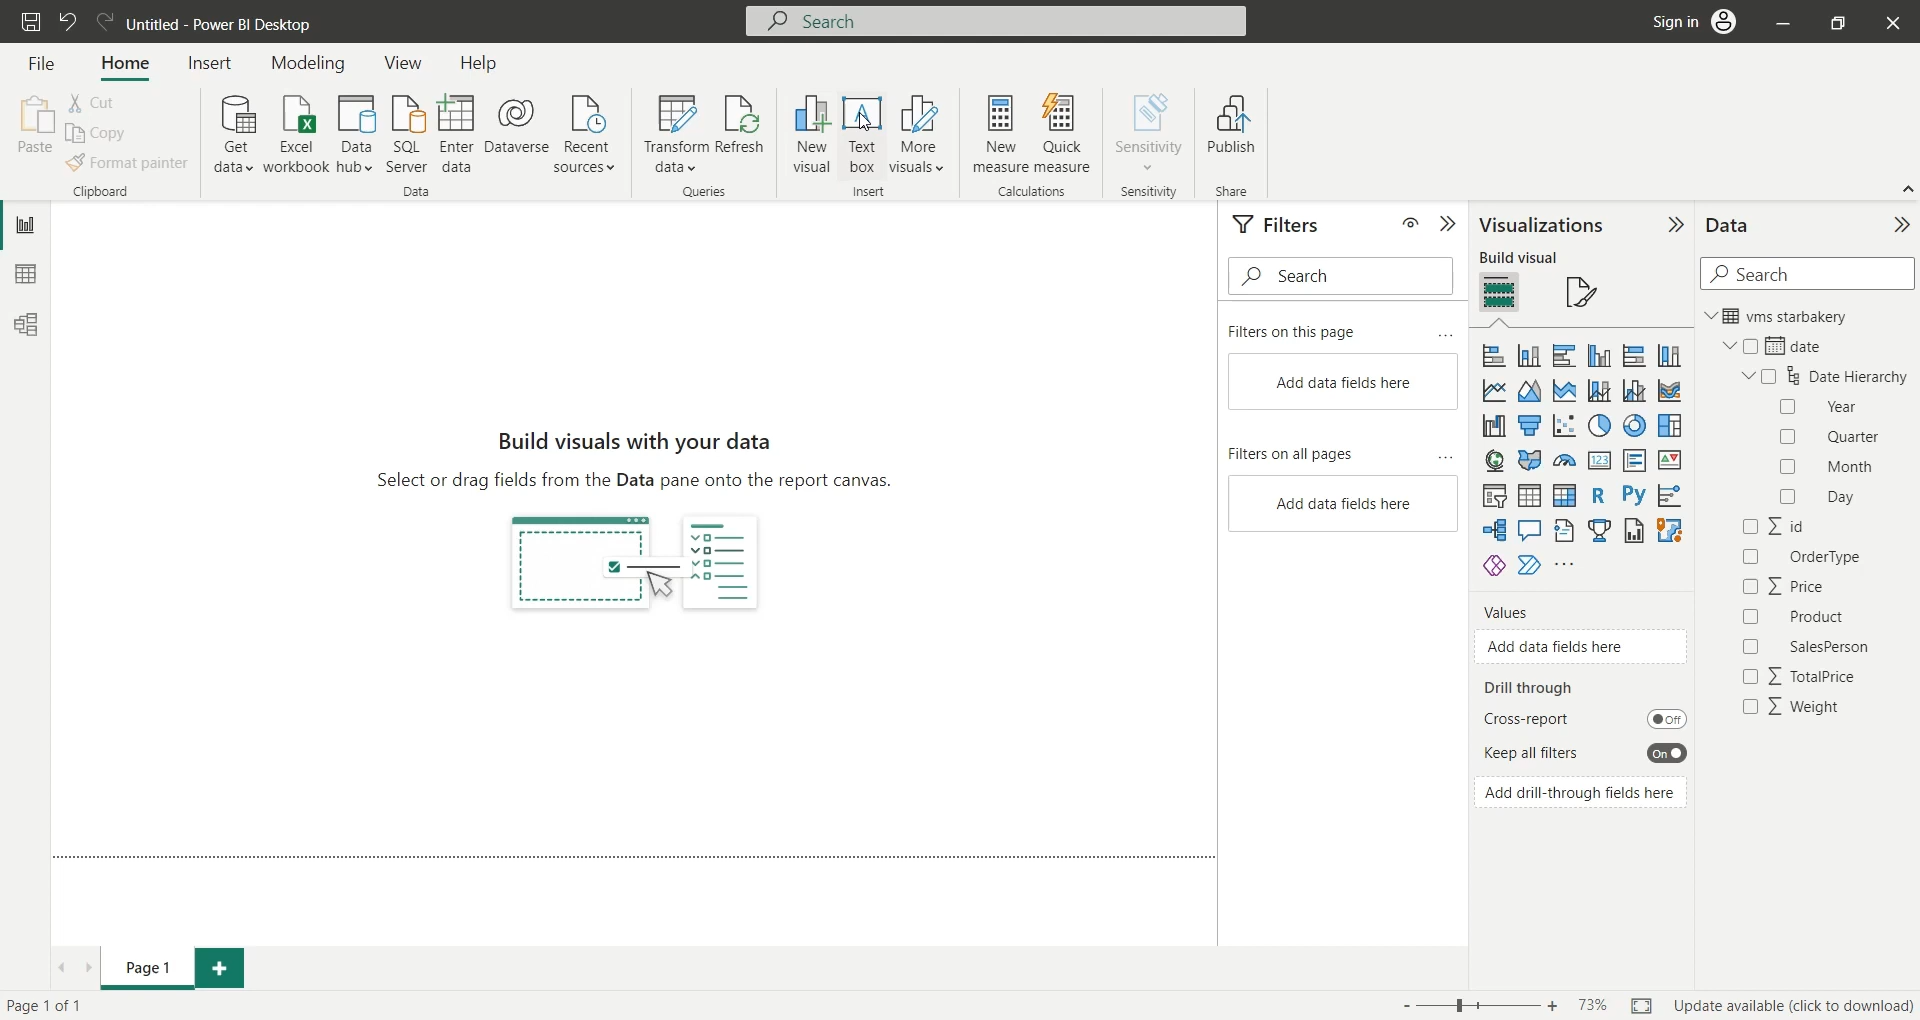 Untitled - Power BI Desktop
Search
Sign in
File
Home
Insert
Modeling
View
Help
Paste
Cut
Copy
Format painter
Clipboard
Get data
Excel workbook
Data hub
SQL Server
Enter data
Dataverse
Recent sources
Data
Transform data
Refresh
Queries
New visual
A
Text box
More visuals
Insert
New measure
Quick measure
Calculations
Sensitivity
Sensitivity
Publish
Share
Build visuals with your data
Select or drag fields from the Data pane onto the report canvas.
Filters
Search
Filters on this page
...
Add data fields here
Filters on all pages
...
Add data fields here
Visualizations
Build visual
123
R
Py
...
Values
Add data fields here
Drill through
Cross-report
Off
Keep all filters
On
Add drill-through fields here
Data
Search
vms starbakery
date
Date Hierarchy
Year
Quarter
Month
Day
∑ id
OrderType
∑ Price
Product
SalesPerson
∑ TotalPrice
∑ Weight
Page 1
+
Page 1 of 1
- + 73%
Update available (click to download)